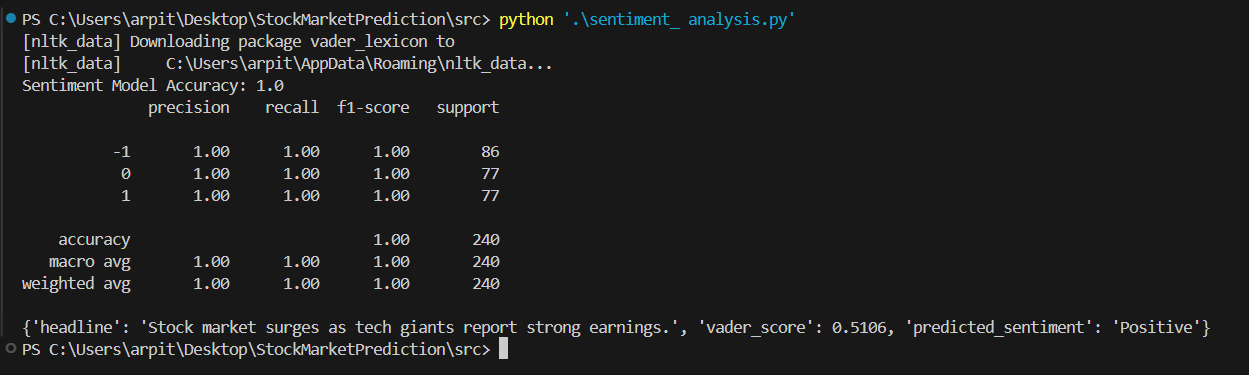 PS C:\Users\arpit\Desktop\StockMarketPrediction\src> python '.\sentiment_ analysis.py'
[nltk_data] Downloading package vader_lexicon to
[nltk_data]     C:\Users\arpit\AppData\Roaming\nltk_data...
Sentiment Model Accuracy: 1.0
              precision    recall  f1-score   support

          -1       1.00      1.00      1.00        86
           0       1.00      1.00      1.00        77
           1       1.00      1.00      1.00        77

    accuracy                           1.00       240
   macro avg       1.00      1.00      1.00       240
weighted avg       1.00      1.00      1.00       240

{'headline': 'Stock market surges as tech giants report strong earnings.', 'vader_score': 0.5106, 'predicted_sentiment': 'Positive'}
PS C:\Users\arpit\Desktop\StockMarketPrediction\src>